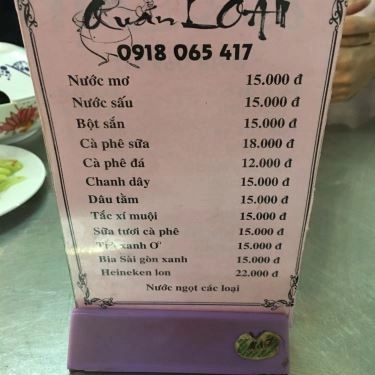 Quán LOAN
0918 065 417
Nước mơ 15.000 đ
Nước sấu 15.000 đ
Bột sắn 15.000 đ
Cà phê sữa 18.000 đ
Cà phê đá 12.000 đ
Chanh dây 15.000 đ
Dâu tằm 15.000 đ
Tắc xí muội 15.000 đ
Sữa tươi cà phê 15.000 đ
Trà xanh O° 15.000 đ
Bia Sài gòn xanh 15.000 đ
Heineken lon 22.000 đ
Nước ngọt các loại